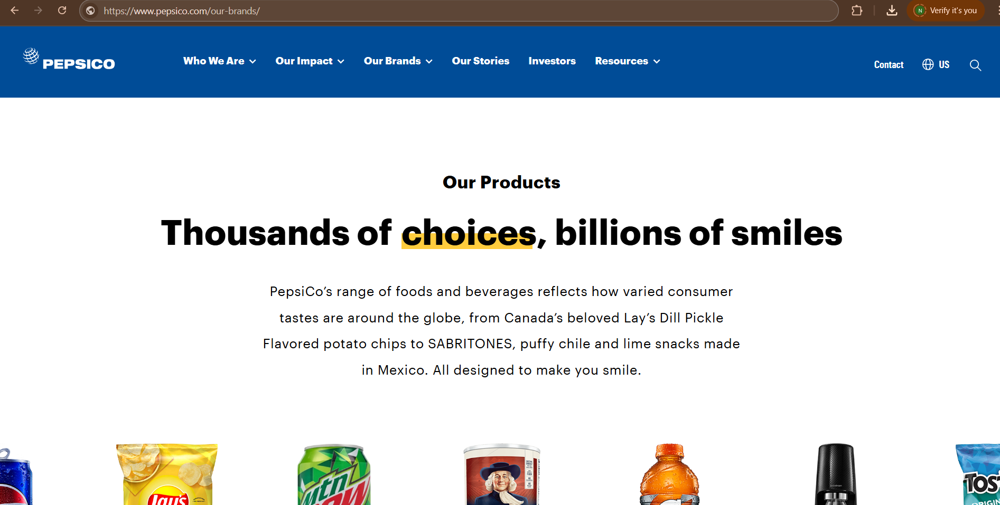 https://www.pepsico.com/our-brands/
N Verify it's you
PEPSICO
Who We Are
Our Impact
Our Brands
Our Stories
Investors
Resources
Contact
US
Our Products
Thousands of choices, billions of smiles
PepsiCo’s range of foods and beverages reflects how varied consumer
tastes are around the globe, from Canada’s beloved Lay’s Dill Pickle
Flavored potato chips to SABRITONES, puffy chile and lime snacks made
in Mexico. All designed to make you smile.
Lay's
mtn
sodastream